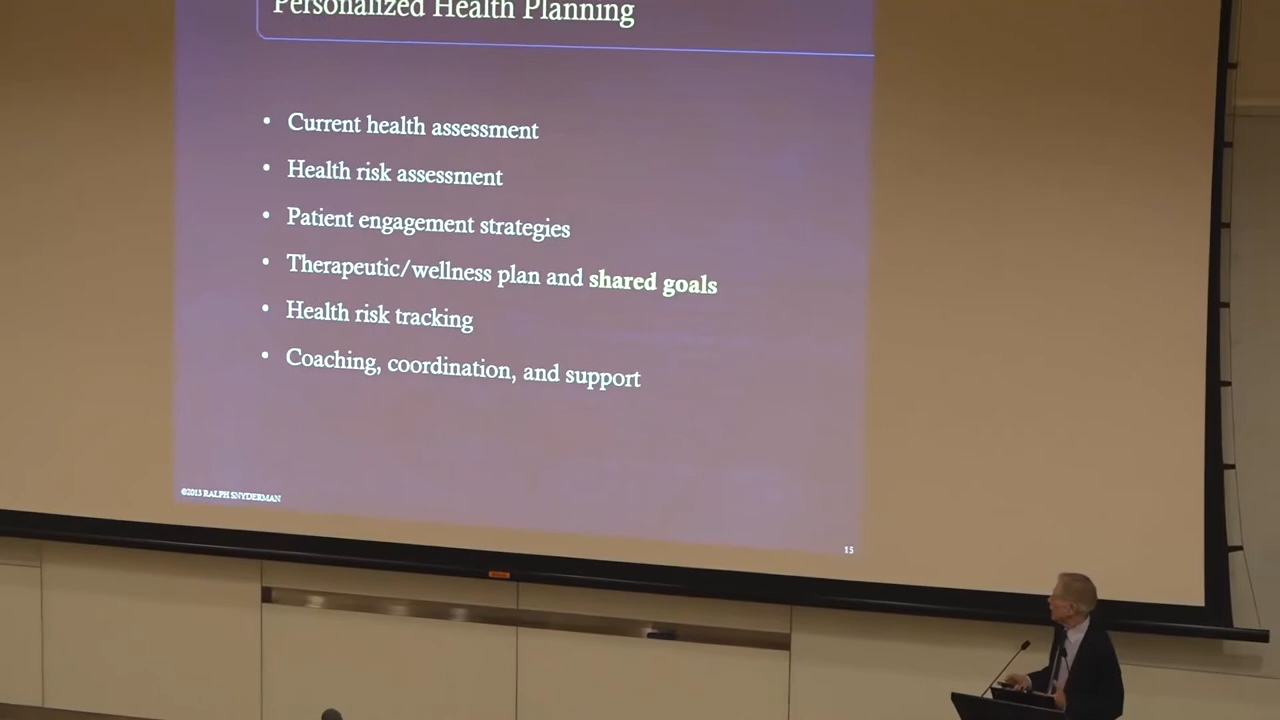 Personalized Health Planning
• Current health assessment
• Health risk assessment
• Patient engagement strategies
• Therapeutic/wellness plan and shared goals
• Health risk tracking
• Coaching, coordination, and support
©2013 RALPH SNYDERMAN
15